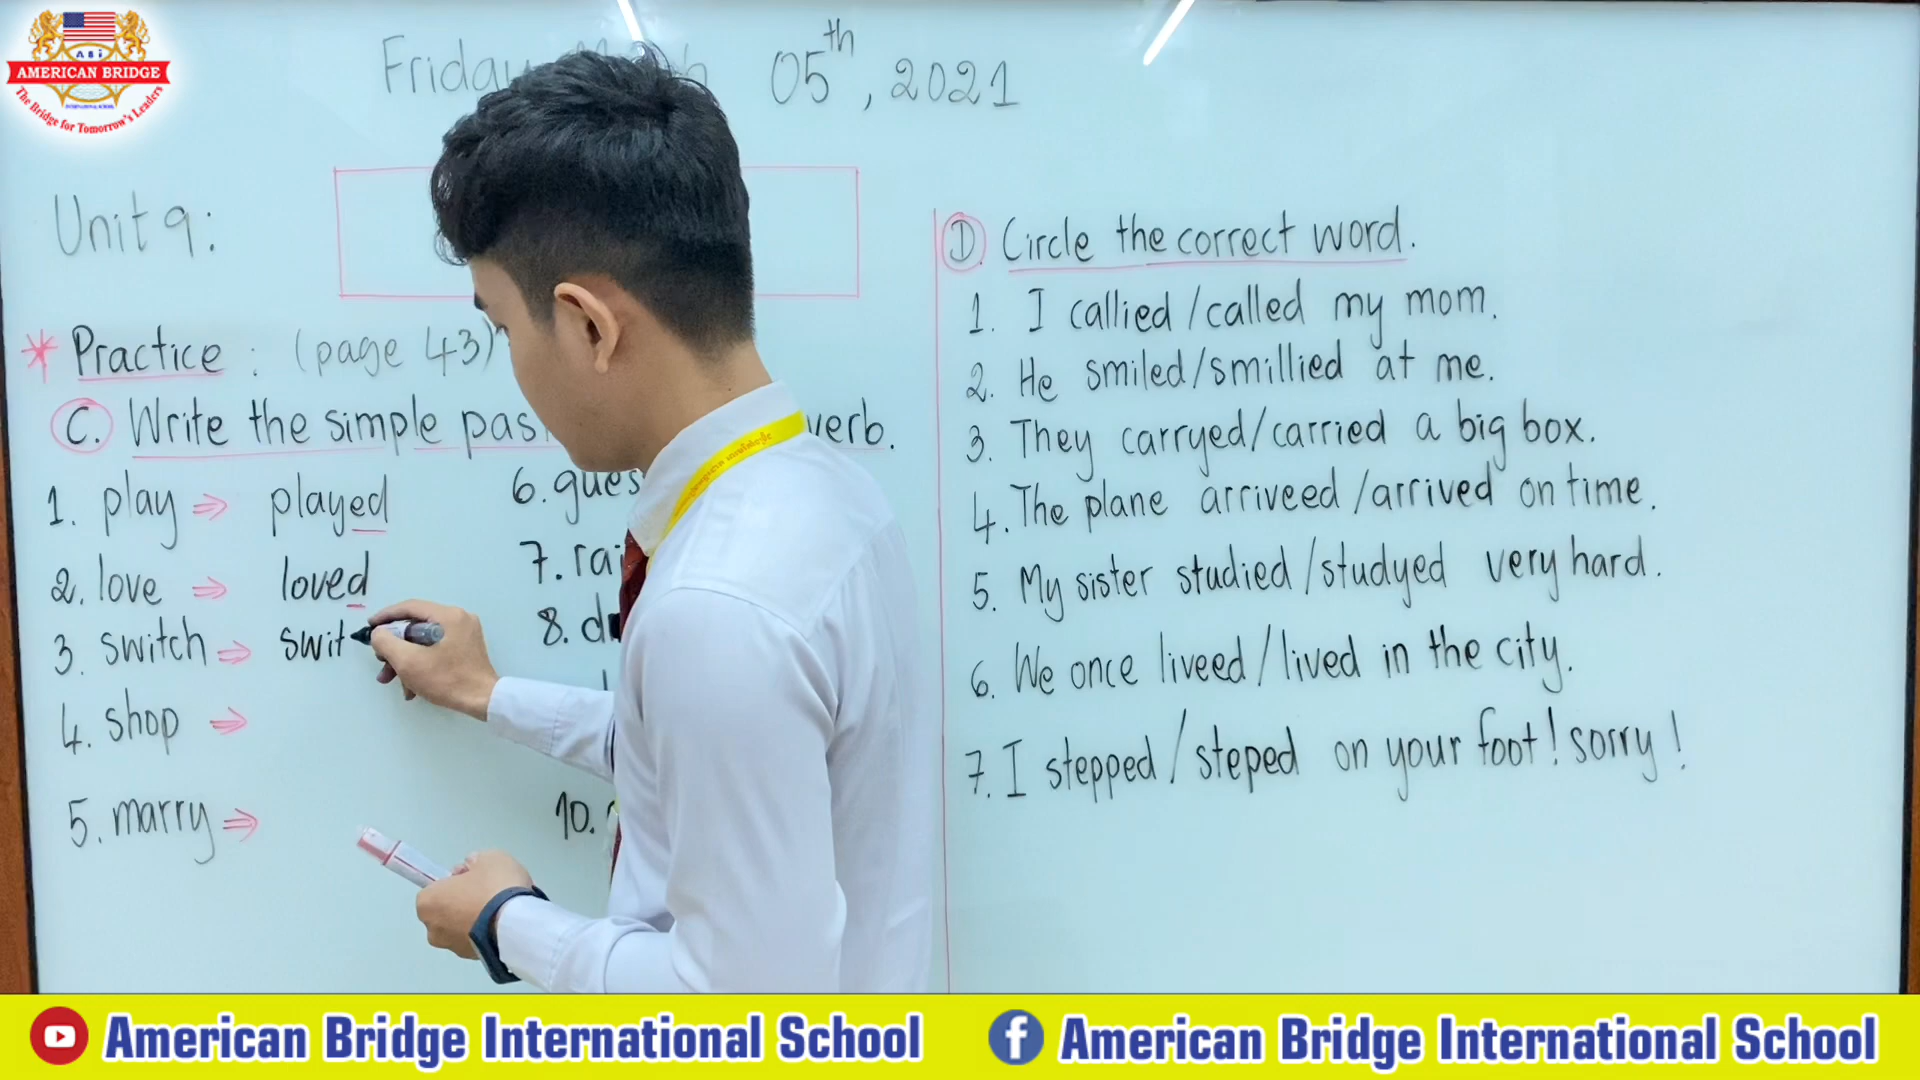 AMERICAN BRIDGE
INTERNATIONAL SCHOOL
The Bridge for Tomorrow's Leaders
Friday 05th, 2021
Unit 9:
* Practice: (page 43)
C. Write the simple verb.
1. play ⇒ played
2. love ⇒ loved
3. switch ⇒ swit
4. shop ⇒
5. marry ⇒
6.
7.
8.
10.
D. Circle the correct word.
1. I callied/called my mom.
2. He smiled/smillied at me.
3. They carryed/carried a big box.
4. The plane arriveed/arrived on time.
5. My sister studied/studyed very hard.
6. We once liveed/lived in the city.
7. I stepped/steped on your foot! sorry!
American Bridge International School
American Bridge International School